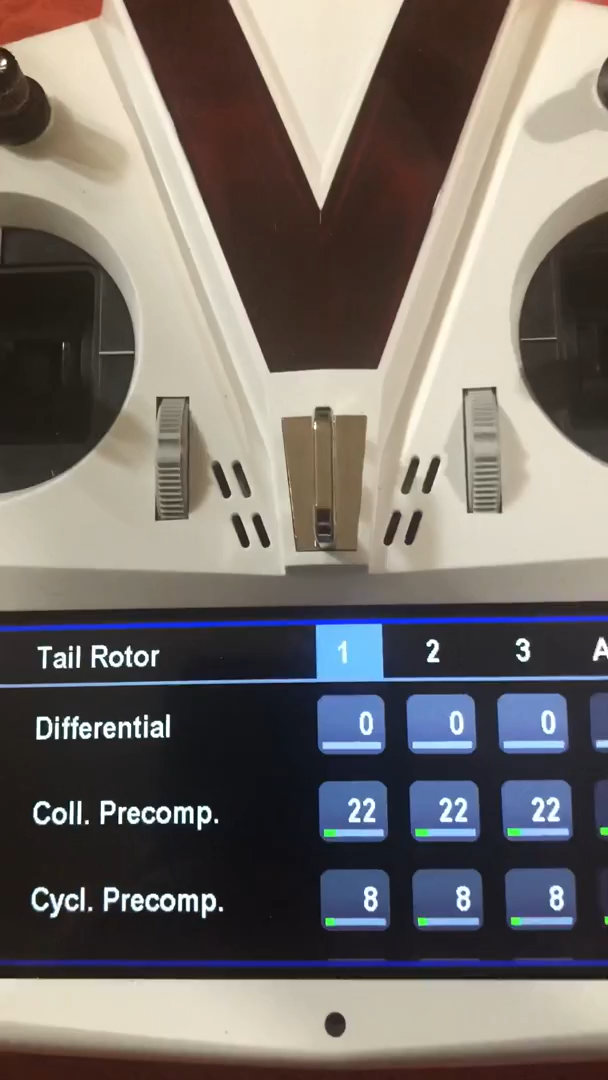 Tail Rotor 1 2 3 A
Differential 0 0 0
Coll. Precomp. 22 22 22
Cycl. Precomp. 8 8 8